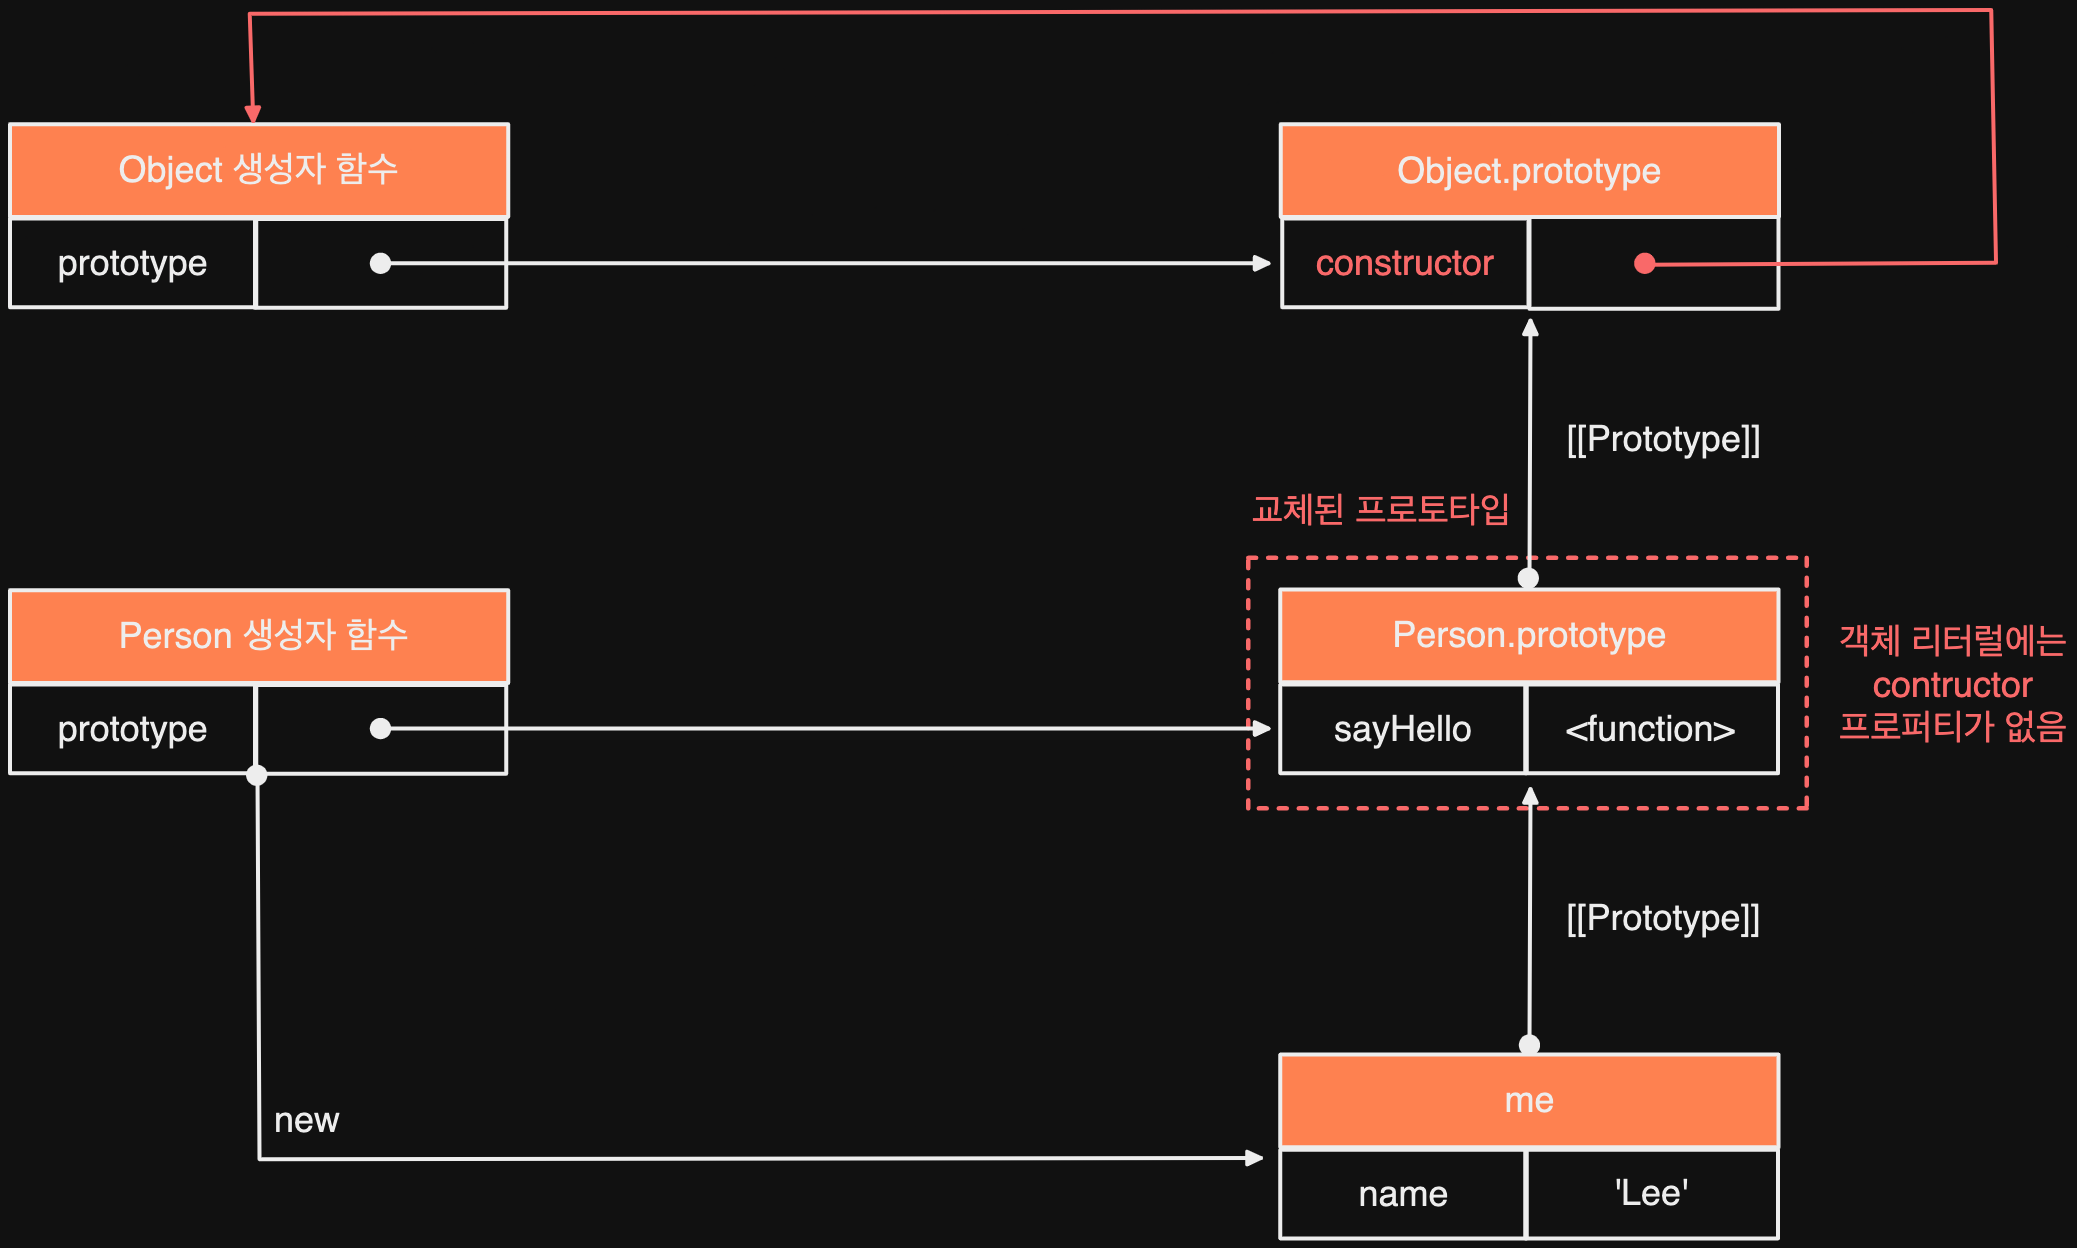 Object 생성자 함수
Object.prototype
prototype
constructor
[[Prototype]]
교체된 프로토타입
Person 생성자 함수
Person.prototype
객체 리터럴에는
contructor
프로퍼티가 없음
prototype
sayHello
<function>
[[Prototype]]
new
me
name
'Lee'